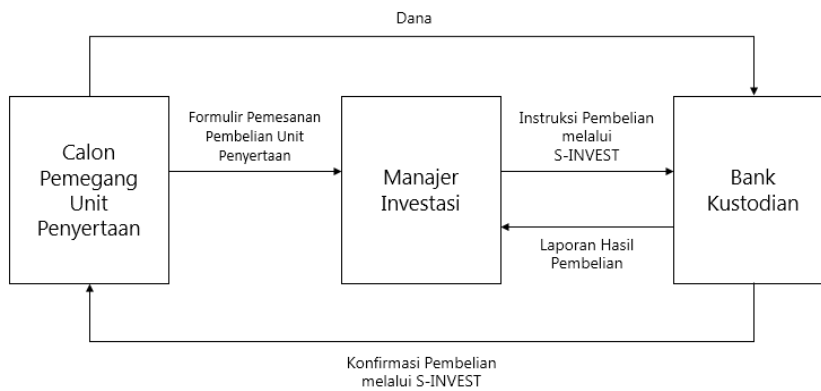 Dana
Formulir Pemesanan
Pembelian Unit
Penyertaan
Instruksi Pembelian
melalui
S-INVEST
Calon
Pemegang
Unit
Penyertaan
Manajer
Investasi
Bank
Kustodian
Laporan Hasil
Pembelian
Konfirmasi Pembelian
melalui S-INVEST